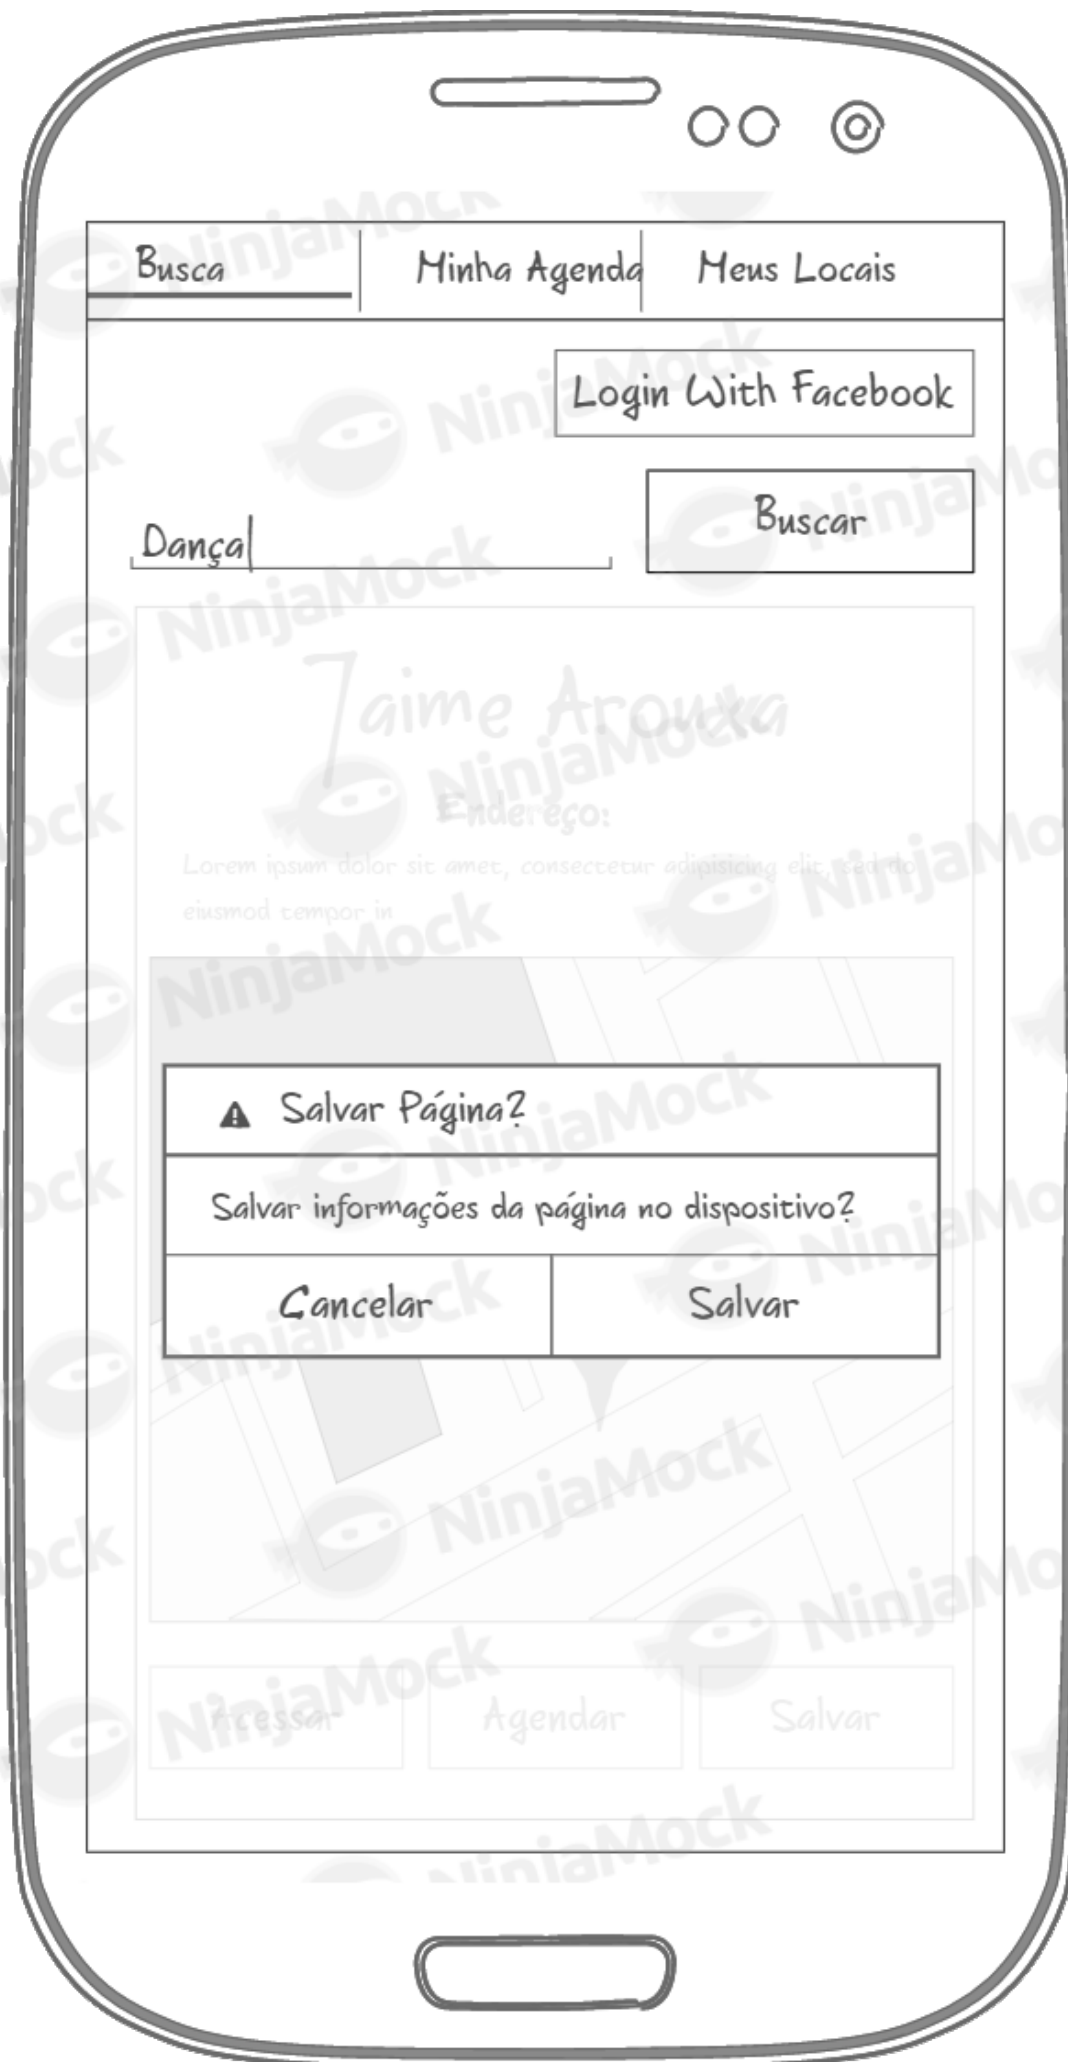 NinjaMock
Busca
Minha Agenda
Meus Locais
Login With Facebook
Dança
Buscar
Jaime Arouxa
Endereço:
Lorem ipsum dolor sit amet, consectetur adipisicing elit, sed do
eiusmod tempor in
Salvar Página?
Salvar informações da página no dispositivo?
Cancelar
Salvar
Acessar
Agendar
Salvar